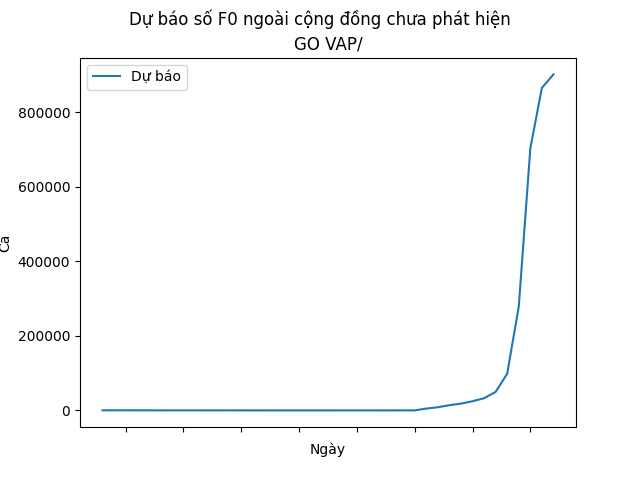 Dự báo số F0 ngoài cộng đồng chưa phát hiện
GO VAP/
Dự báo
800000
600000
400000
200000
0
Ca
Ngày